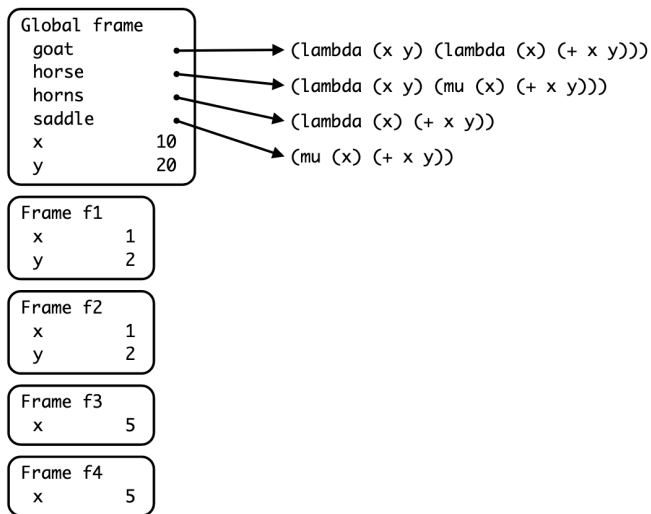 Global frame
goat (lambda (x y) (lambda (x) (+ x y)))
horse (lambda (x y) (mu (x) (+ x y)))
horns (lambda (x) (+ x y))
saddle (mu (x) (+ x y))
x 10
y 20
Frame f1
x 1
y 2
Frame f2
x 1
y 2
Frame f3
x 5
Frame f4
x 5